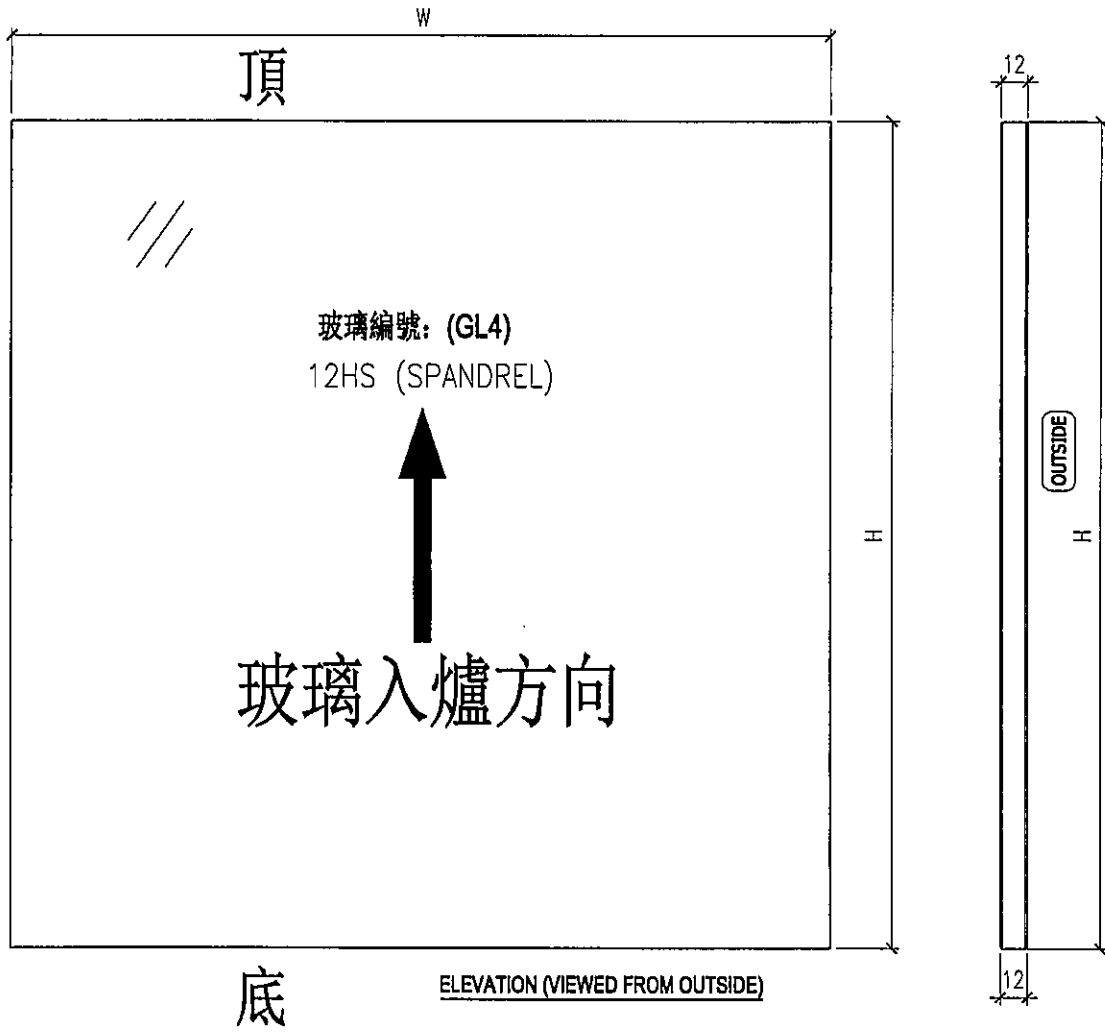 W
頂
12
玻璃編號: (GL4)
12HS (SPANDREL)
OUTSIDE
H
H
玻璃入爐方向
底
ELEVATION (VIEWED FROM OUTSIDE)
12